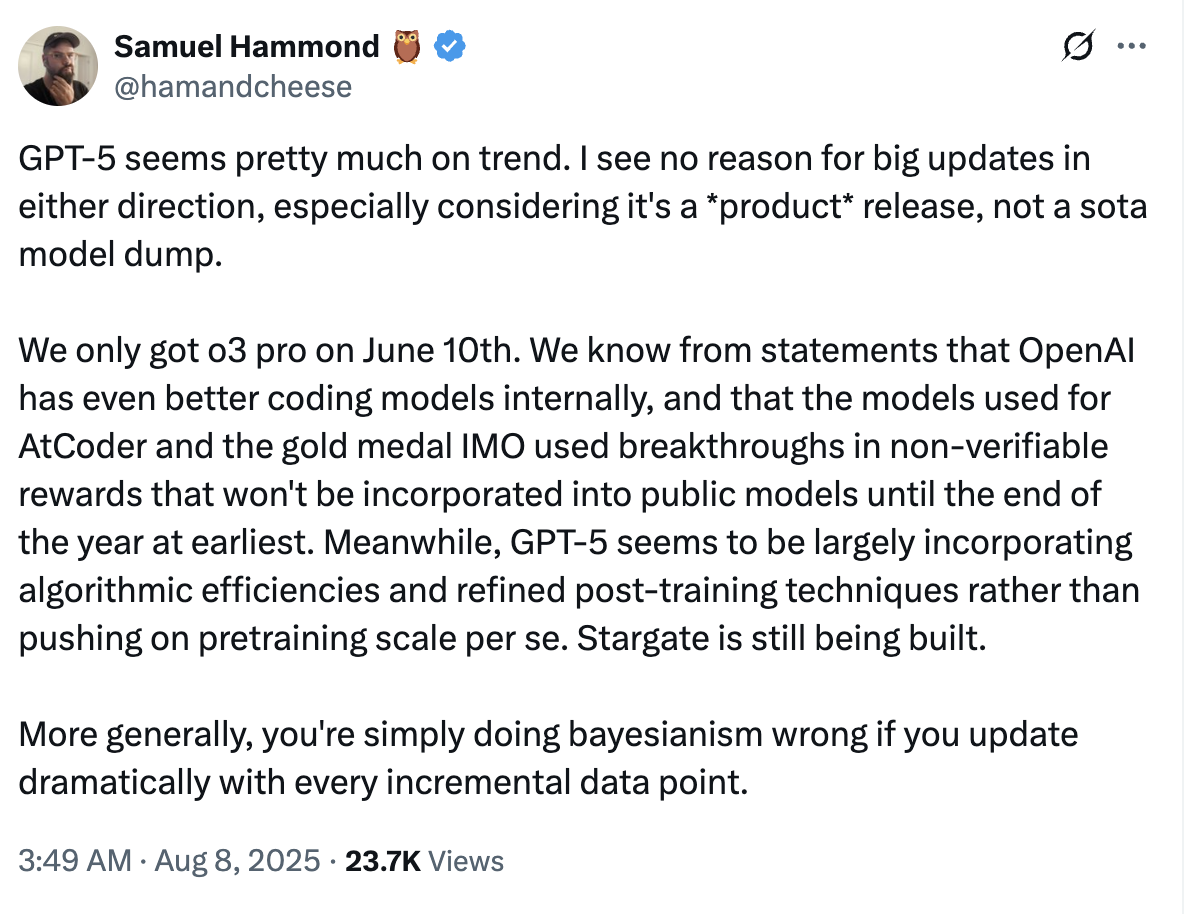 Samuel Hammond 🦉
@hamandcheese
GPT-5 seems pretty much on trend. I see no reason for big updates in
either direction, especially considering it's a *product* release, not a sota
model dump.
We only got o3 pro on June 10th. We know from statements that OpenAI
has even better coding models internally, and that the models used for
AtCoder and the gold medal IMO used breakthroughs in non-verifiable
rewards that won't be incorporated into public models until the end of
the year at earliest. Meanwhile, GPT-5 seems to be largely incorporating
algorithmic efficiencies and refined post-training techniques rather than
pushing on pretraining scale per se. Stargate is still being built.
More generally, you're simply doing bayesianism wrong if you update
dramatically with every incremental data point.
3:49 AM · Aug 8, 2025 · 23.7K Views